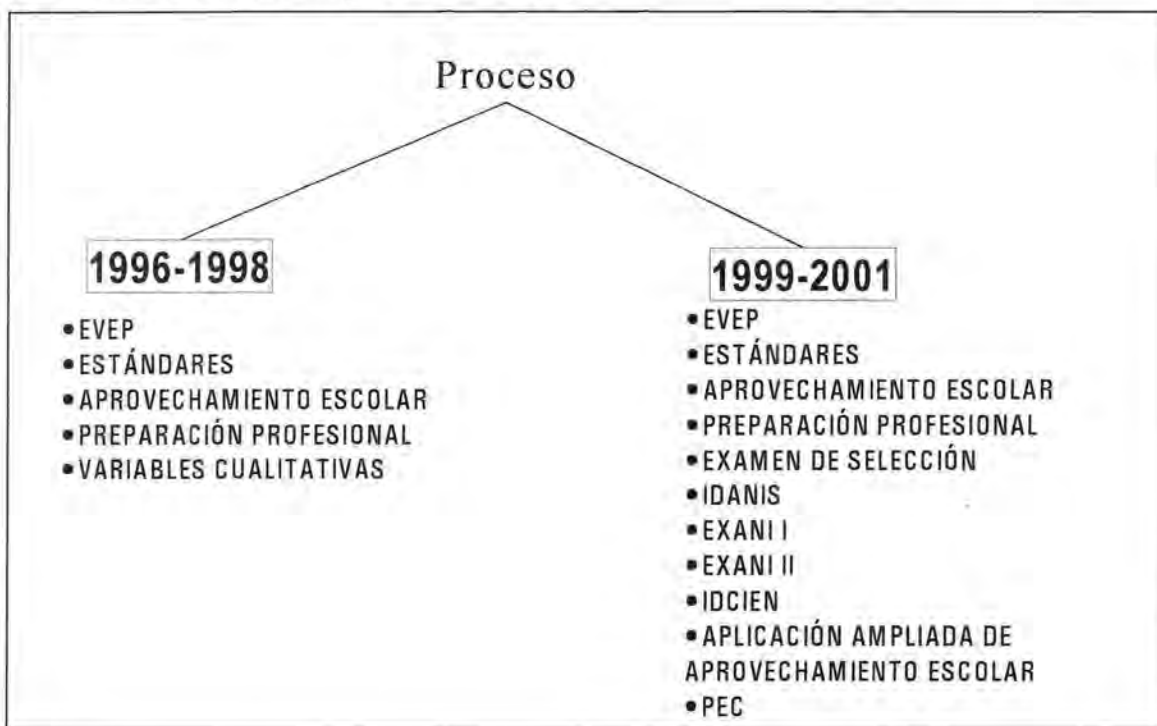 Proceso
1996-1998
•EVEP
•ESTÁNDARES
•APROVECHAMIENTO ESCOLAR
•PREPARACIÓN PROFESIONAL
•VARIABLES CUALITATIVAS
1999-2001
•EVEP
•ESTÁNDARES
•APROVECHAMIENTO ESCOLAR
•PREPARACIÓN PROFESIONAL
•EXAMEN DE SELECCIÓN
•IDANIS
•EXANI I
•EXANI II
•IDCIEN
•APLICACIÓN AMPLIADA DE
APROVECHAMIENTO ESCOLAR
•PEC